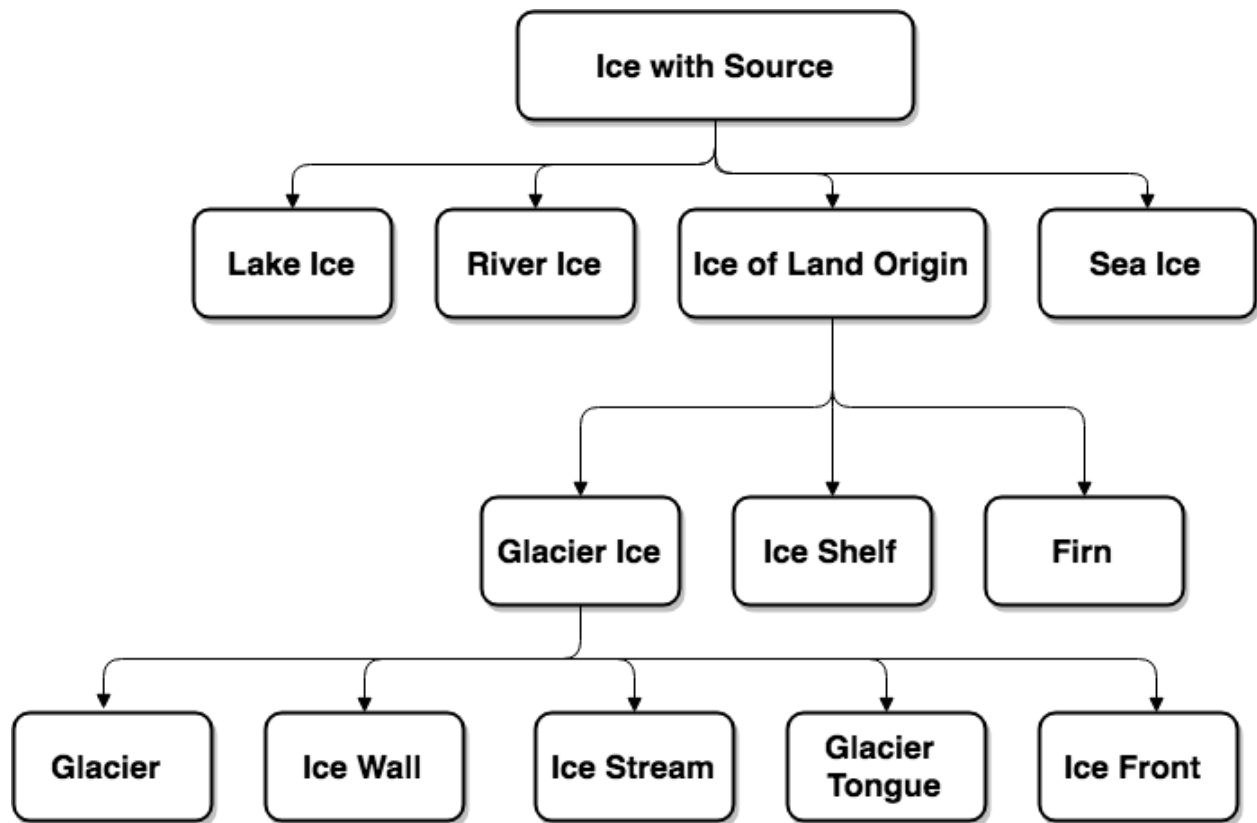 Ice with Source
Lake Ice
River Ice
Ice of Land Origin
Sea Ice
Glacier Ice
Ice Shelf
Firn
Glacier
Ice Wall
Ice Stream
Glacier
Tongue
Ice Front